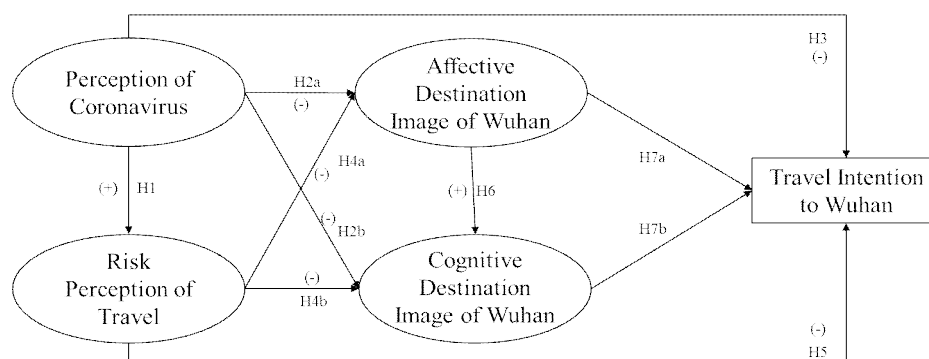 H3
(-)
Perception of
Coronavirus
H2a
(-)
Affective
Destination
Image of Wuhan
H4a
(-)
H7a
(+)
H1
(+)
H6
Travel Intention
to Wuhan
(-)
H2b
H7b
Risk
Perception of
Travel
(-)
H4b
Cognitive
Destination
Image of Wuhan
(-)
H5